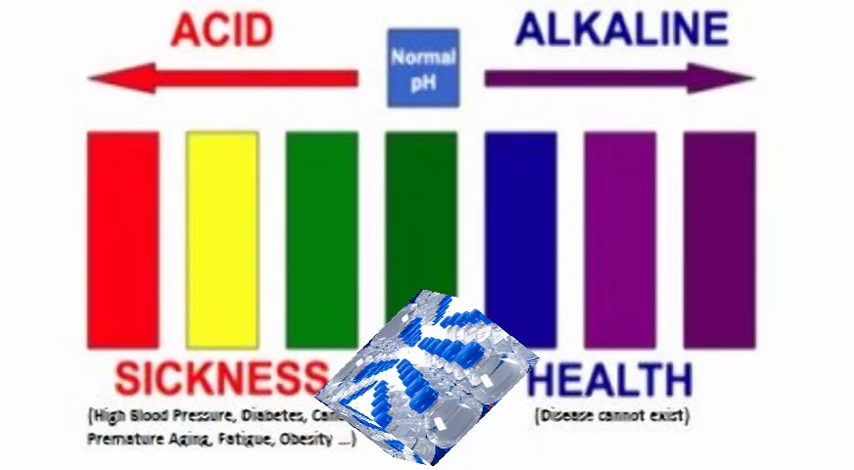 ACID
ALKALINE
Normal
pH
SICKNESS
HEALTH
(High Blood Pressure, Diabetes,
Premature Aging, Fatigue, Obesity ...)
(Disease cannot exist)